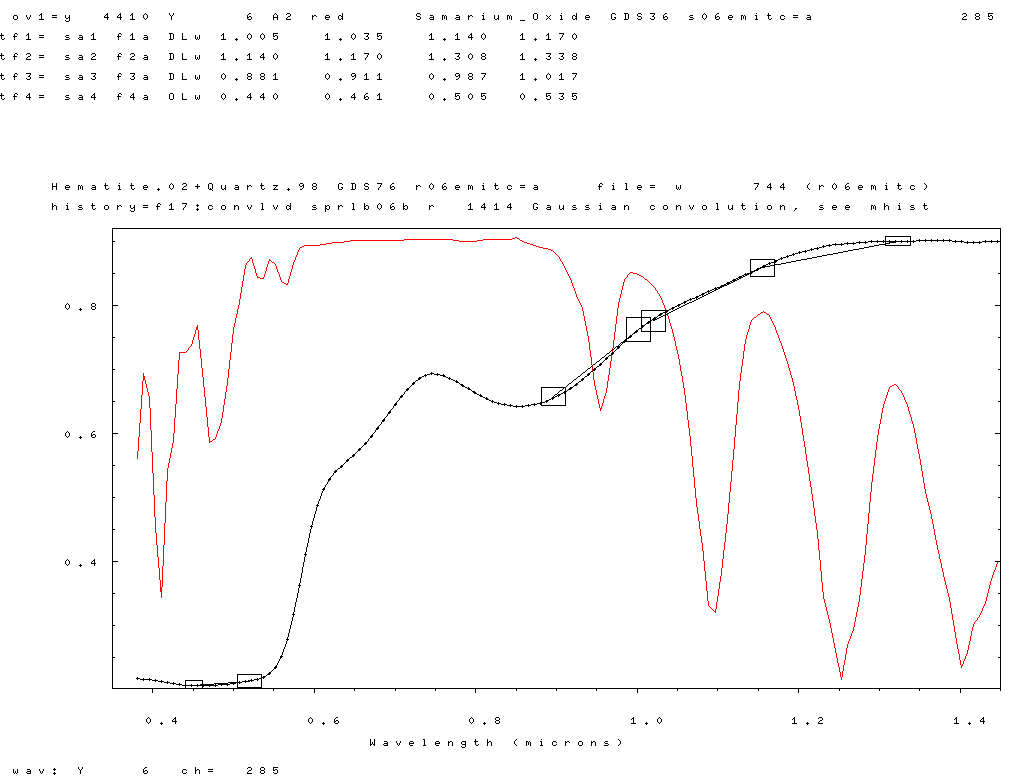 ov1=y 4410 Y 6 A2 red Samarium_Oxide GDS36 s06emitc=a 285
tf1= sa1 f1a DLw 1.005 1.035 1.140 1.170
tf2= sa2 f2a DLw 1.140 1.170 1.308 1.338
tf3= sa3 f3a DLw 0.881 0.911 0.987 1.017
tf4= sa4 f4a OLw 0.440 0.461 0.505 0.535
Hematite.02+Quartz.98 GDS76 r06emitc=a file= w 744 (r06emitc)
history=f17:convlvd sprlb06b r 1414 Gaussian convolution, see mhist
0.8
0.6
0.4
0.4 0.6 0.8 1.0 1.2 1.4
Wavelength (microns)
wav: Y 6 ch= 285